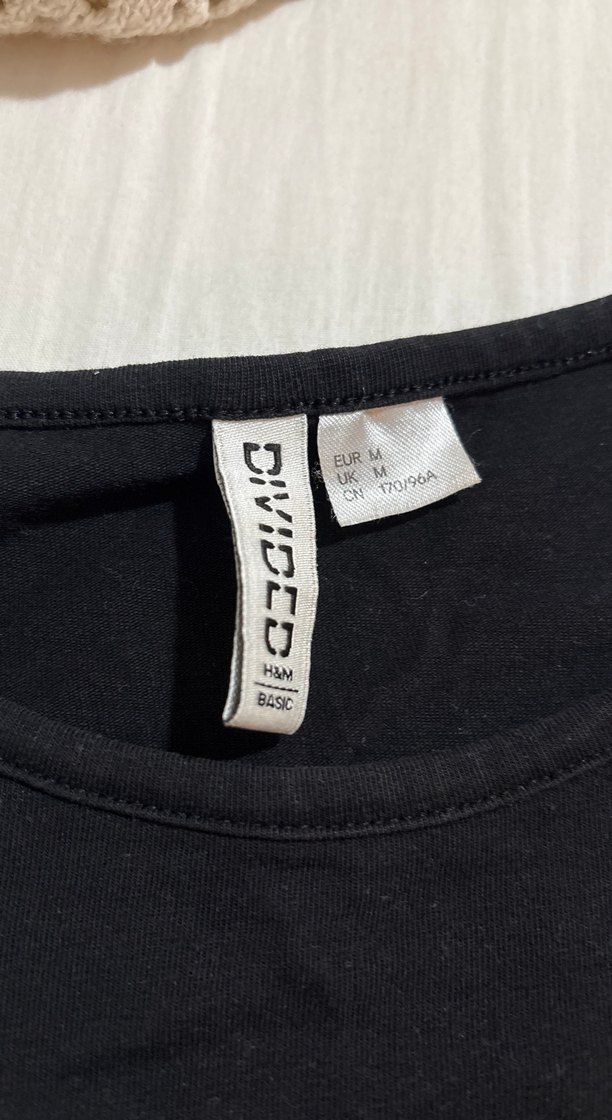 DIVIDED
H&M
BASIC
EUR M
UK M
CN 170/96A